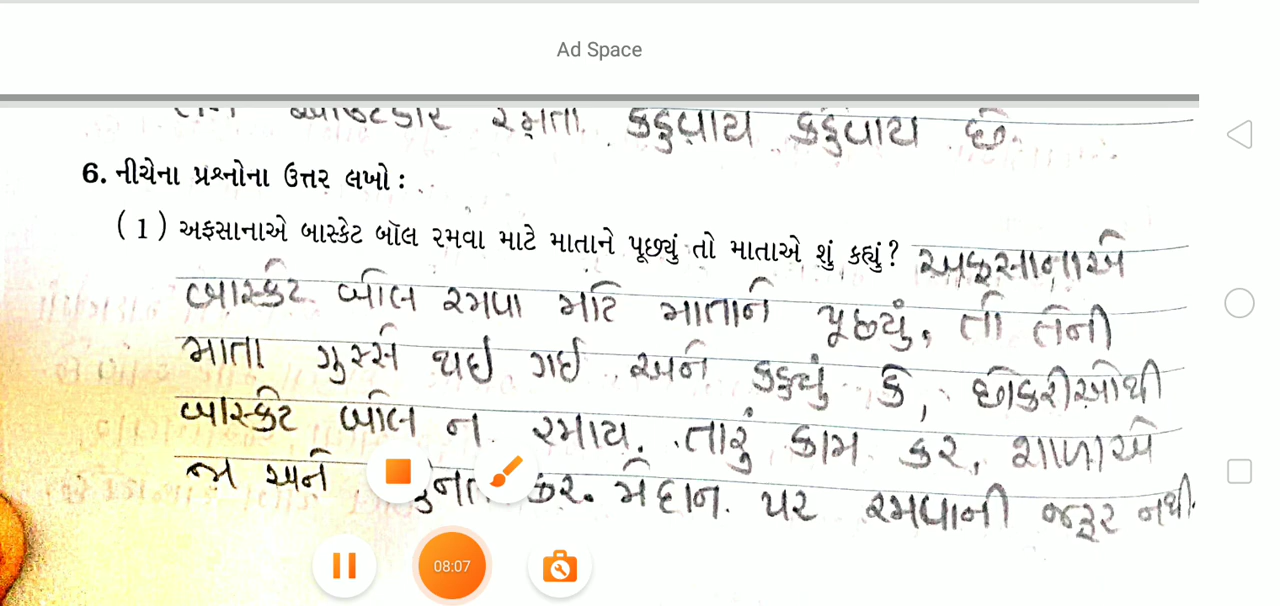 Ad Space
રમતા કહેવાય કહેવાય છે.
6. નીચેના પ્રશ્નોના ઉત્તર લખો :
( 1 ) અફસાનાએ બાસ્કેટ બૉલ રમવા માટે માતાને પૂછ્યું તો માતાએ શું કહ્યું? અફસાનાએ
બાસ્કેટ બોલ રમવા માટે માતાને પૂછ્યું, તો તેની
માતા ગુસ્સે થઇ ગઈ અને કહ્યું કે, છોકરીઓથી
બાસ્કેટ બોલ ન રમાય. તારું કામ કર, શાળાએ
જા અને કર. મેદાન પર રમવાની જરૂર નથી.
08:07